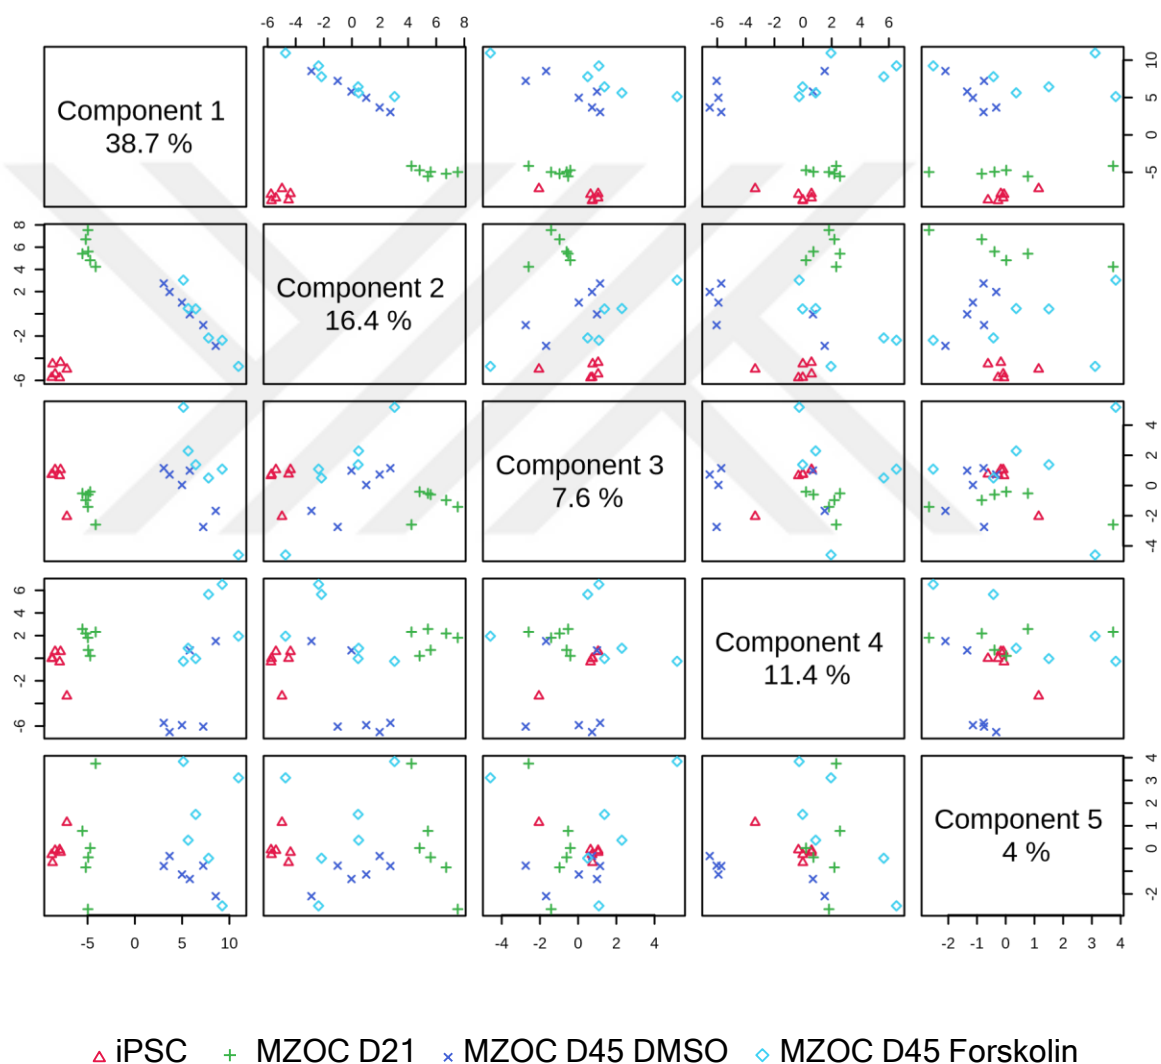 -6 -4 -2 0 2 4 6 8 -6 -2 0 2 4 6
Component 1
38.7 %
-5 0 5 10
-6 -2 2 4 6 8
Component 2
16.4 %
Component 3
7.6 %
-4 -2 0 2 4
-6 -2 2 4 6
Component 4
11.4 %
Component 5
4 %
-2 0 1 2 3 4
-5 0 5 10 -4 -2 0 2 4 -2 -1 0 1 2 3 4
iPSC MZOC D21 MZOC D45 DMSO MZOC D45 Forskolin